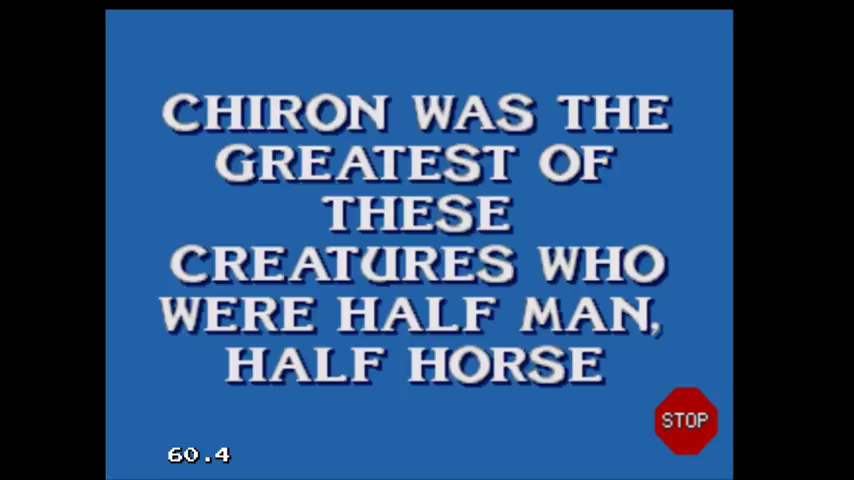 CHIRON WAS THE
GREATEST OF
THESE
CREATURES WHO
WERE HALF MAN,
HALF HORSE
STOP
60.4